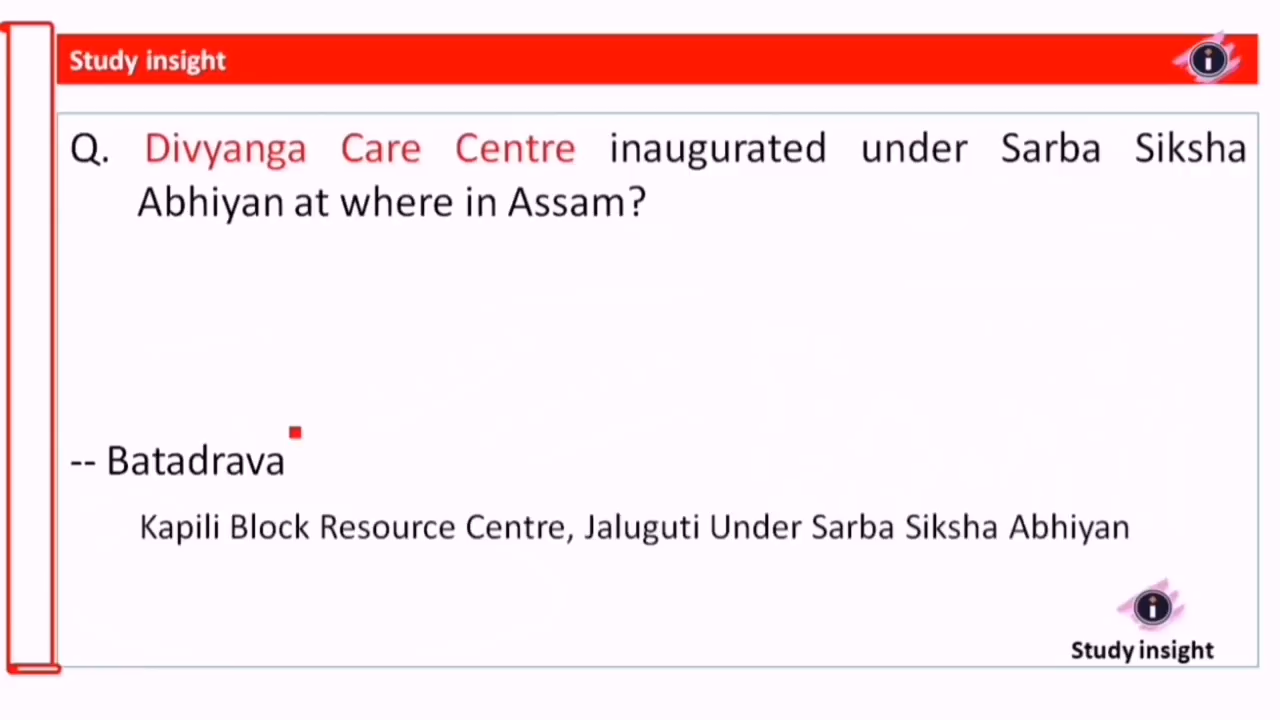 Study insight
Q. Divyanga Care Centre inaugurated under Sarba Siksha
Abhiyan at where in Assam?
-- Batadrava
Kapili Block Resource Centre, Jaluguti Under Sarba Siksha Abhiyan
Study insight